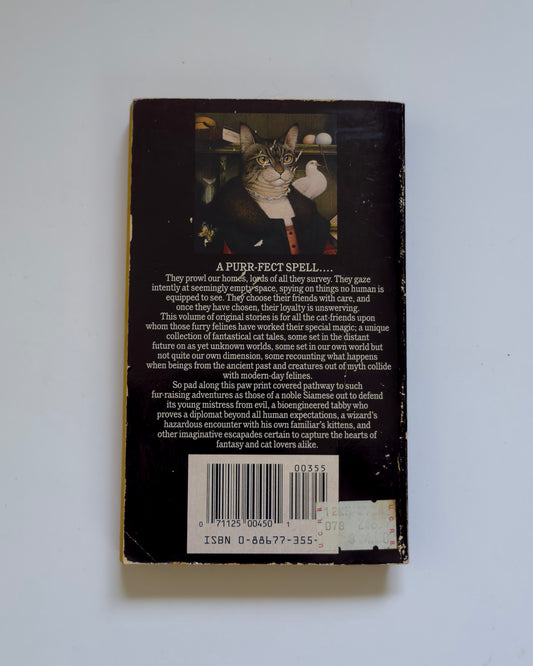 A PURR-FECT SPELL....
They prowl our homes, lords of all they survey. They gaze
intently at seemingly empty space, spying on things no human is
equipped to see. They choose their friends with care, and
once they have chosen, their loyalty is unswerving.
This volume of original stories is for all the cat-friends upon
whom those furry felines have worked their special magic; a unique
collection of fantastical cat tales, some set in the distant
future on as yet unknown worlds, some set in our own world but
not quite our own dimension, some recounting what happens
when beings from the ancient past and creatures out of myth collide
with modern-day felines.
So pad along this paw print covered pathway to such
fur-raising adventures as those of a noble Siamese out to defend
its young mistress from evil, a bioengineered tabby who
proves a diplomat beyond all human expectations, a wizard's
hazardous encounter with his own familiar's kittens, and
other imaginative escapades certain to capture the hearts of
fantasy and cat lovers alike.
00355
0 71125 00450 1
ISBN 0-88677-355-
D78
UCRB
UCRB